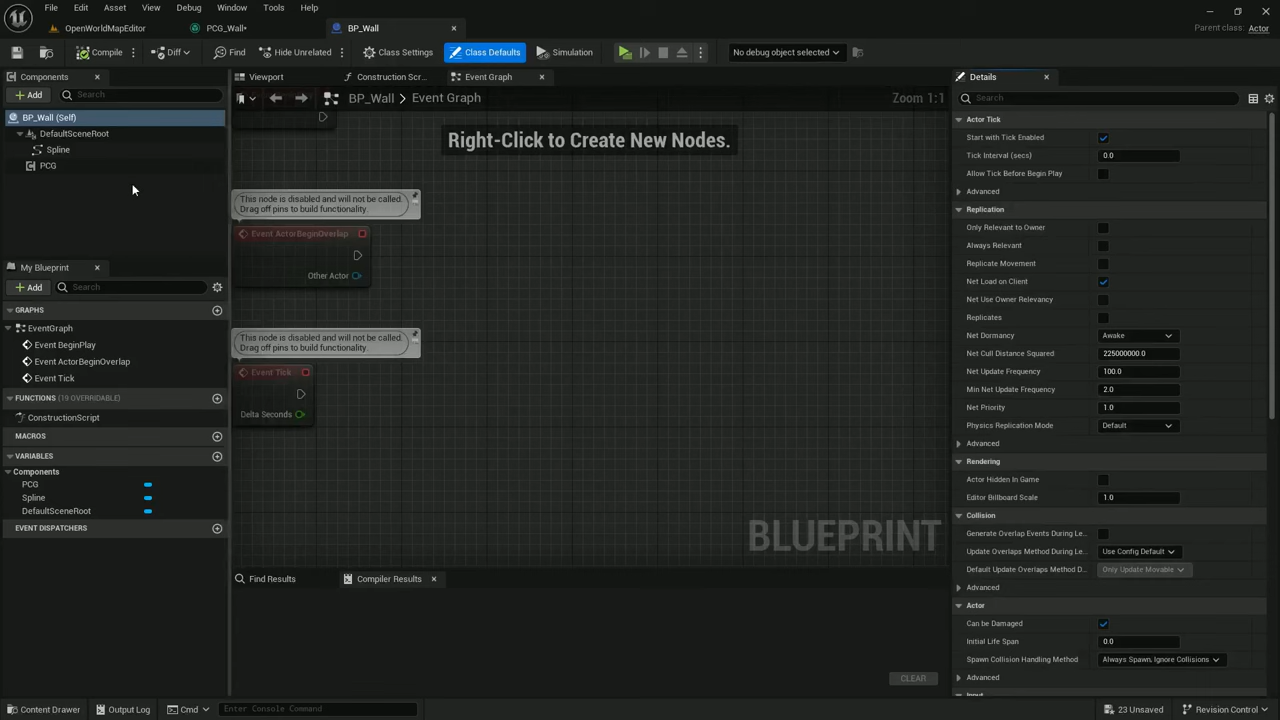 File Edit Asset View Debug Window Tools Help
OpenWorldMapEditor PCG_Wall* BP_Wall
Parent class: Actor
Compile Diff Find Hide Unrelated Class Settings Class Defaults Simulation No debug object selected
Components Viewport Construction Scr... Event Graph Details
Add Search BP_Wall > Event Graph Zoom 1:1 Search
BP_Wall (Self)
DefaultSceneRoot
Spline
PCG
Right-Click to Create New Nodes.
This node is disabled and will not be called.
Drag off pins to build functionality.
Event ActorBeginOverlap
Other Actor
This node is disabled and will not be called.
Drag off pins to build functionality.
Event Tick
Delta Seconds
BLUEPRINT
My Blueprint
Add Search
GRAPHS
EventGraph
Event BeginPlay
Event ActorBeginOverlap
Event Tick
FUNCTIONS (19 OVERRIDABLE)
ConstructionScript
MACROS
VARIABLES
Components
PCG
Spline
DefaultSceneRoot
EVENT DISPATCHERS
Find Results Compiler Results
CLEAR
Actor Tick
Start with Tick Enabled
Tick Interval (secs) 0.0
Allow Tick Before Begin Play
Advanced
Replication
Only Relevant to Owner
Always Relevant
Replicate Movement
Net Load on Client
Net Use Owner Relevancy
Replicates
Net Dormancy Awake
Net Cull Distance Squared 225000000.0
Net Update Frequency 100.0
Min Net Update Frequency 2.0
Net Priority 1.0
Physics Replication Mode Default
Advanced
Rendering
Actor Hidden In Game
Editor Billboard Scale 1.0
Collision
Generate Overlap Events During Le...
Update Overlaps Method During Le... Use Config Default
Default Update Overlaps Method D... Only Update Movable
Advanced
Actor
Can be Damaged
Initial Life Span 0.0
Spawn Collision Handling Method Always Spawn, Ignore Collisions
Advanced
Input
Content Drawer Output Log Cmd Enter Console Command 23 Unsaved Revision Control